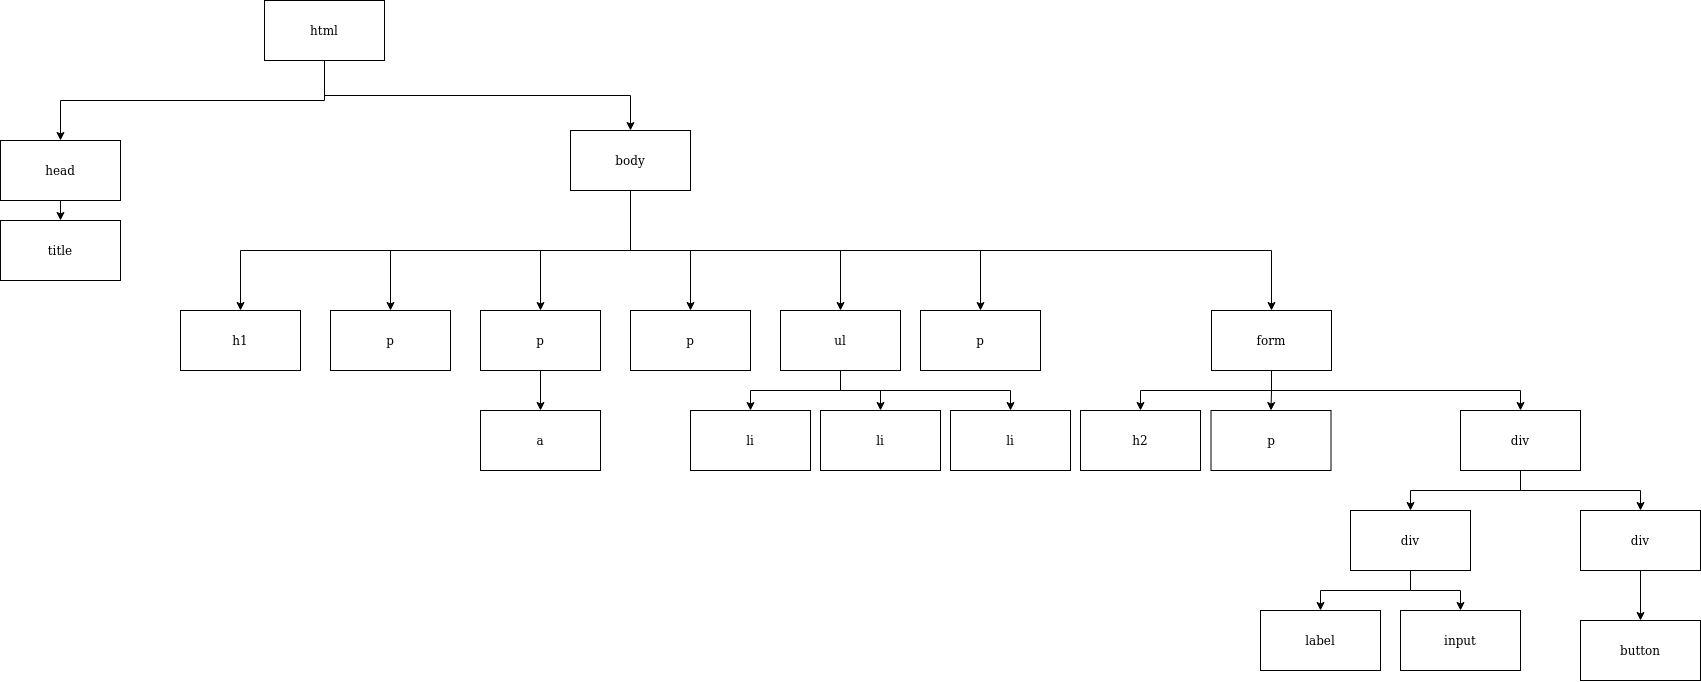 html
head
body
title
h1
p
p
p
ul
p
form
a
li
li
li
h2
p
div
div
div
label
input
button